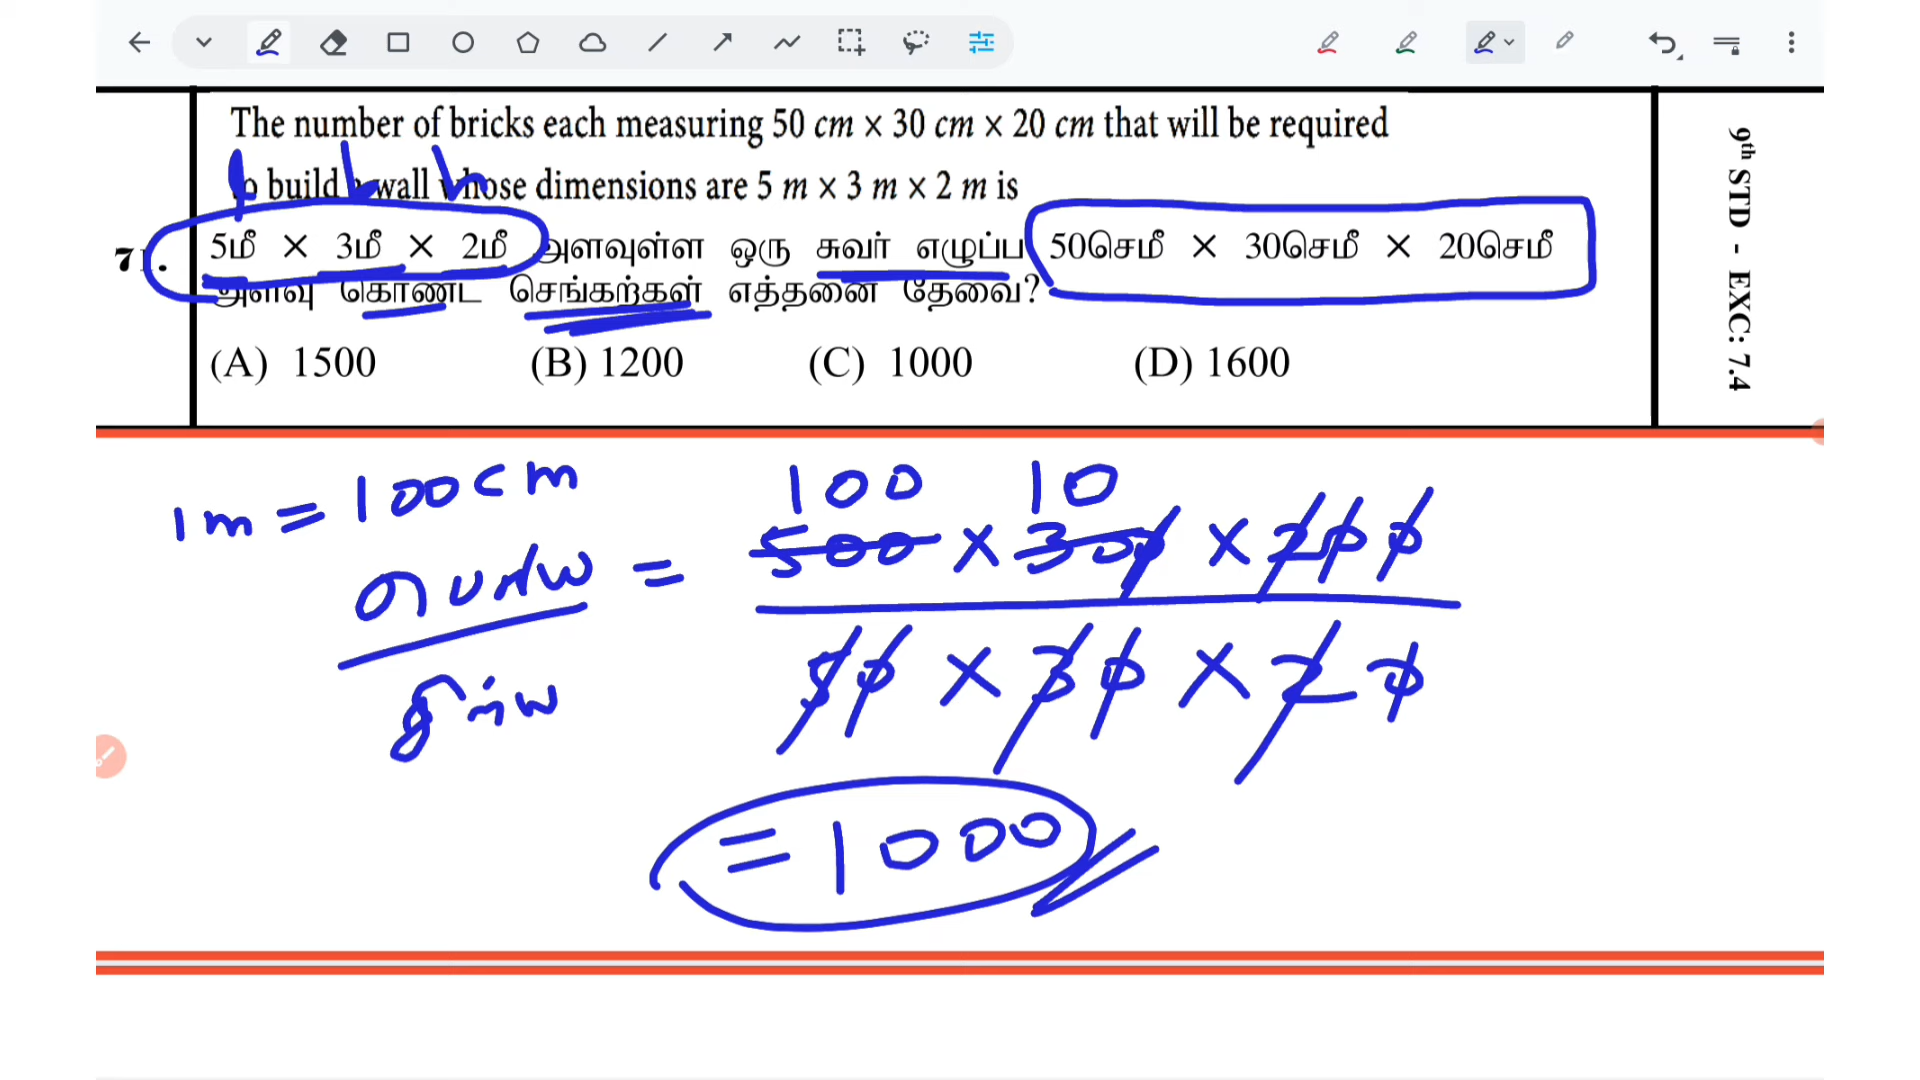 The number of bricks each measuring 50 cm × 30 cm × 20 cm that will be required
build wall whose dimensions are 5 m × 3 m × 2 m is
l b h
5மீ × 3மீ × 2மீ அளவுள்ள ஒரு சுவர் எழுப்ப 50செமீ × 30செமீ × 20செமீ
அளவு கொண்ட செங்கற்கள் எத்தனை தேவை?
(A) 1500 (B) 1200 (C) 1000 (D) 1600
9th STD - EXC: 7.4
1m = 100cm
100 10
= 500 × 300 × 200
50 × 30 × 20
= 1000